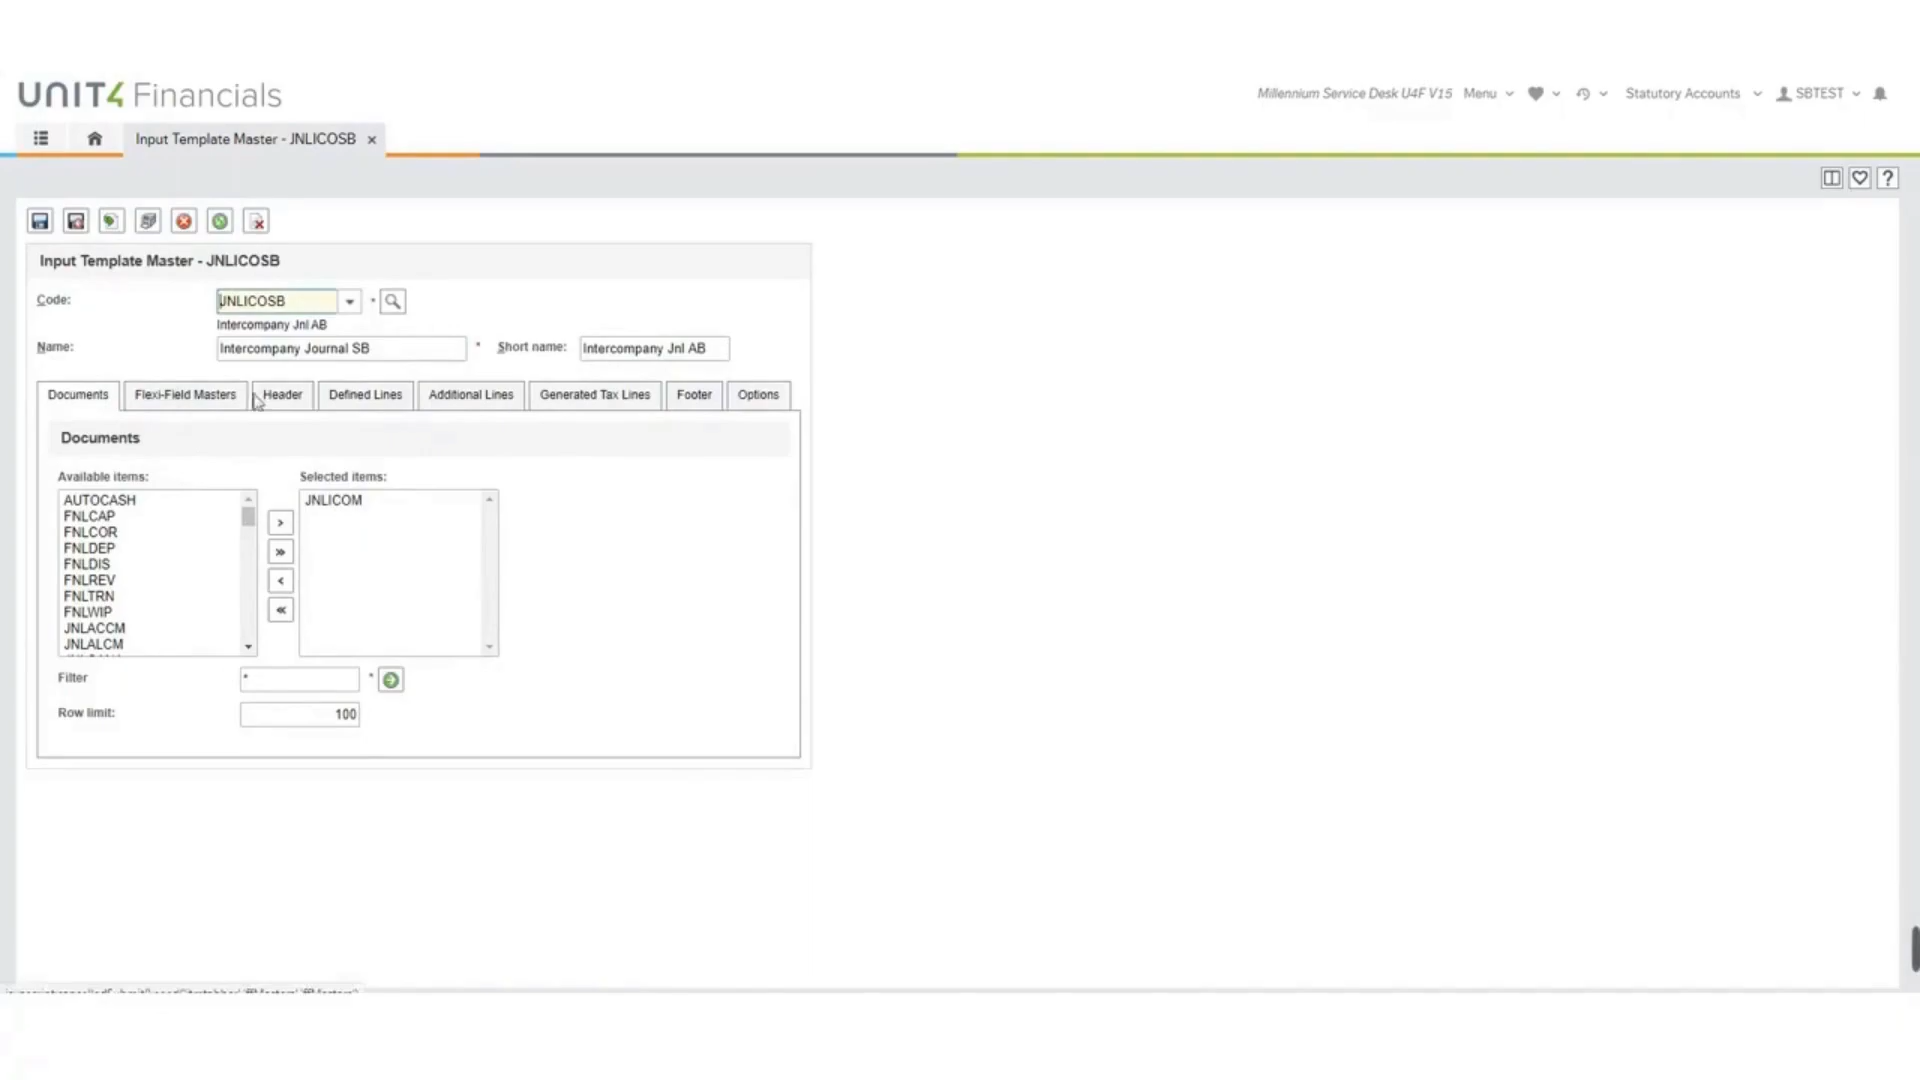 UNIT4 Financials
Millennium Service Desk U4F V15 Menu Statutory Accounts SBTEST
Input Template Master - JNLICOSB ×
?
Input Template Master - JNLICOSB
Code: JNLICOSB *
Intercompany Jnl AB
Name: Intercompany Journal SB * Short name: Intercompany Jnl AB
Documents Flexi-Field Masters Header Defined Lines Additional Lines Generated Tax Lines Footer Options
Documents
Available items: Selected items:
AUTOCASH JNLICOM
FNLCAP
FNLCOR
FNLDEP
FNLDIS
FNLREV
FNLTRN
FNLWIP
JNLACCM
JNLALCM
>
»
<
«
Filter * *
Row limit: 100